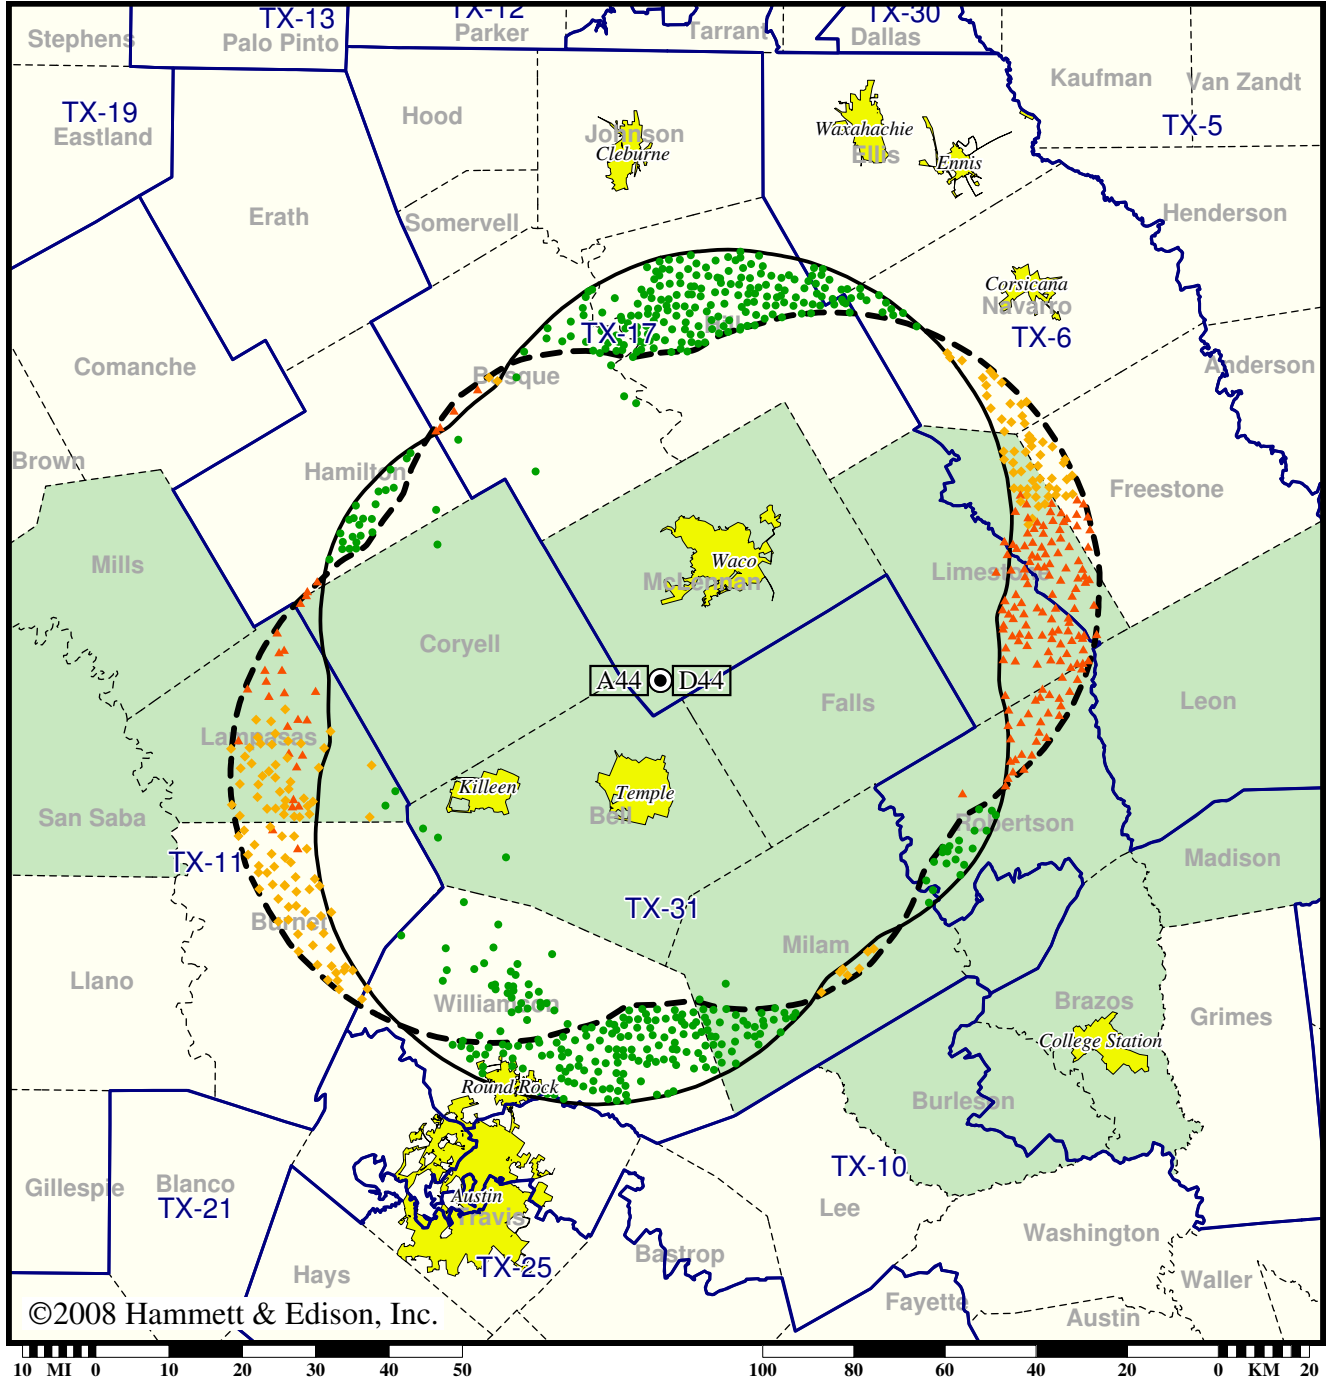 TX-13
TX-12
TX-30
Stephens
Palo Pinto
Parker
Tarrant
Dallas
Kaufman
Van Zandt
TX-19
Eastland
Hood
Johnson
Cleburne
Waxahachie
Ellis
Ennis
TX-5
Erath
Somervell
Henderson
Corsicana
Navarro
TX-17
Hill
TX-6
Comanche
Bosque
Anderson
Brown
Hamilton
Freestone
Mills
Waco
McLennan
Limestone
Coryell
A44 D44
Falls
Leon
Lampasas
Killeen
Temple
Bell
San Saba
Robertson
TX-11
Madison
Burnet
TX-31
Milam
Llano
Williamson
Brazos
Grimes
College Station
Round Rock
Burleson
TX-10
Gillespie
Blanco
TX-21
Austin
Travis
Lee
Washington
Bastrop
TX-25
Hays
Waller
Fayette
Austin
©2008 Hammett & Edison, Inc.
10 MI 0 10 20 30 40 50 100 80 60 40 20 0 KM 20